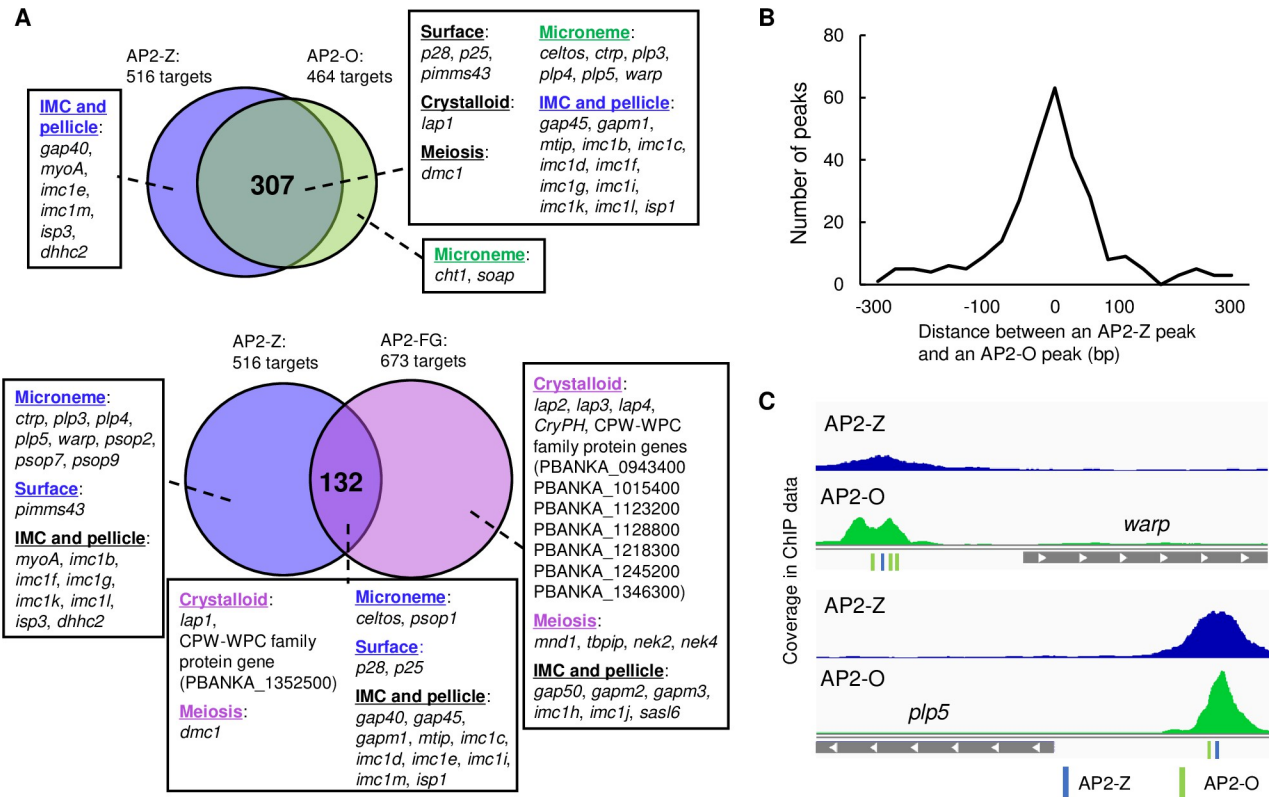 A
AP2-Z:
516 targets
AP2-O:
464 targets
IMC and
pellicle:
gap40,
myoA,
imc1e,
imc1m,
isp3,
dhhc2
307
Surface:
p28, p25,
pimms43
Crystalloid:
lap1
Meiosis:
dmc1
Microneme:
celtos, ctrp, plp3,
plp4, plp5, warp
IMC and pellicle:
gap45, gapm1,
mtip, imc1b, imc1c,
imc1d, imc1f,
imc1g, imc1i,
imc1k, imc1l, isp1
Microneme:
cht1, soap
AP2-Z:
516 targets
AP2-FG:
673 targets
Microneme:
ctrp, plp3, plp4,
plp5, warp, psop2,
psop7, psop9
Surface:
pimms43
IMC and pellicle:
myoA, imc1b,
imc1f, imc1g,
imc1k, imc1l,
isp3, dhhc2
132
Crystalloid:
lap1,
CPW-WPC family
protein gene
(PBANKA_1352500)
Meiosis:
dmc1
Microneme:
celtos, psop1
Surface:
p28, p25
IMC and pellicle:
gap40, gap45,
gapm1, mtip, imc1c,
imc1d, imc1e, imc1i,
imc1m, isp1
Crystalloid:
lap2, lap3, lap4,
CryPH, CPW-WPC
family protein genes
(PBANKA_0943400
PBANKA_1015400
PBANKA_1123200
PBANKA_1128800
PBANKA_1218300
PBANKA_1245200
PBANKA_1346300)
Meiosis:
mnd1, tbpip, nek2, nek4
IMC and pellicle:
gap50, gapm2, gapm3,
imc1h, imc1j, sasl6
B
Number of peaks
80
60
40
20
0
-300 -100 0 100 300
Distance between an AP2-Z peak
and an AP2-O peak (bp)
C
Coverage in ChIP data
AP2-Z
AP2-O
warp
AP2-Z
AP2-O
plp5
AP2-Z AP2-O